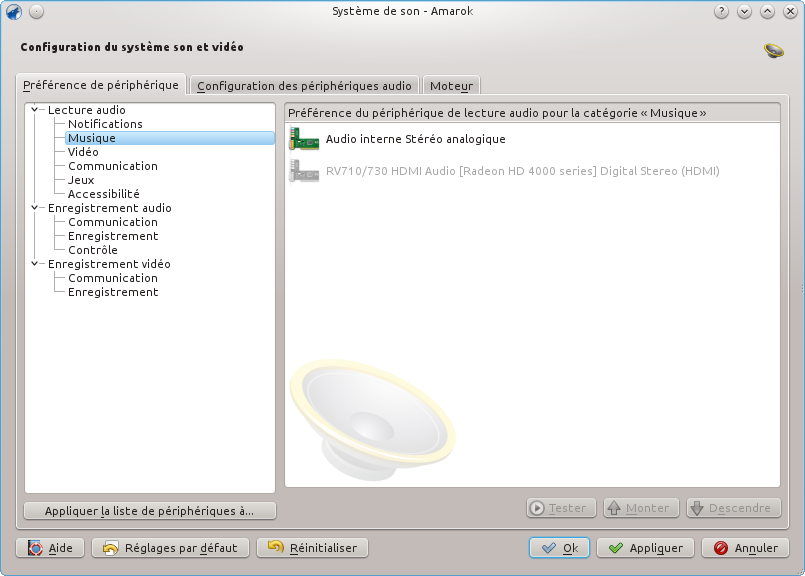 Système de son - Amarok
Configuration du système son et vidéo
Préférence de périphérique
Configuration des périphériques audio
Moteur
Lecture audio
Notifications
Musique
Vidéo
Communication
Jeux
Accessibilité
Enregistrement audio
Communication
Enregistrement
Contrôle
Enregistrement vidéo
Communication
Enregistrement
Préférence du périphérique de lecture audio pour la catégorie « Musique »
Audio interne Stéréo analogique
RV710/730 HDMI Audio [Radeon HD 4000 series] Digital Stereo (HDMI)
Appliquer la liste de périphériques à...
Tester
Monter
Descendre
Aide
Réglages par défaut
Réinitialiser
Ok
Appliquer
Annuler